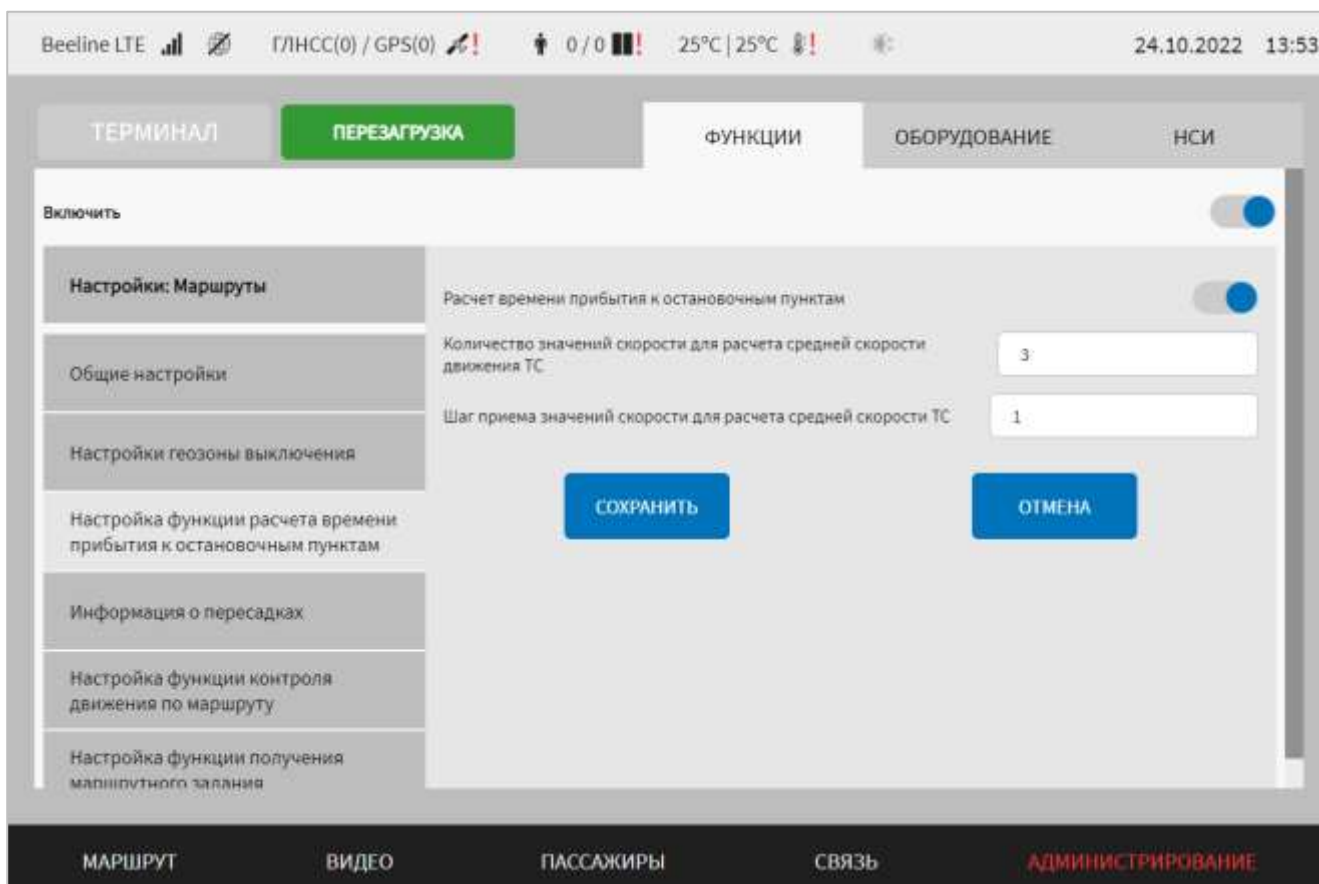 Beeline LTE ГЛНСС(0) / GPS(0) ! 0 / 0 ! 25°C | 25°C ! 24.10.2022 13:53
ТЕРМИНАЛ ПЕРЕЗАГРУЗКА ФУНКЦИИ ОБОРУДОВАНИЕ НСИ
Включить
Настройки: Маршруты
Общие настройки
Настройки геозоны выключения
Настройка функции расчета времени
прибытия к остановочным пунктам
Информация о пересадках
Настройка функции контроля
движения по маршруту
Настройка функции получения
маршрутного задания
Расчет времени прибытия к остановочным пунктам
Количество значений скорости для расчета средней скорости
движения ТС
3
Шаг приема значений скорости для расчета средней скорости ТС
1
СОХРАНИТЬ ОТМЕНА
МАРШРУТ ВИДЕО ПАССАЖИРЫ СВЯЗЬ АДМИНИСТРИРОВАНИЕ